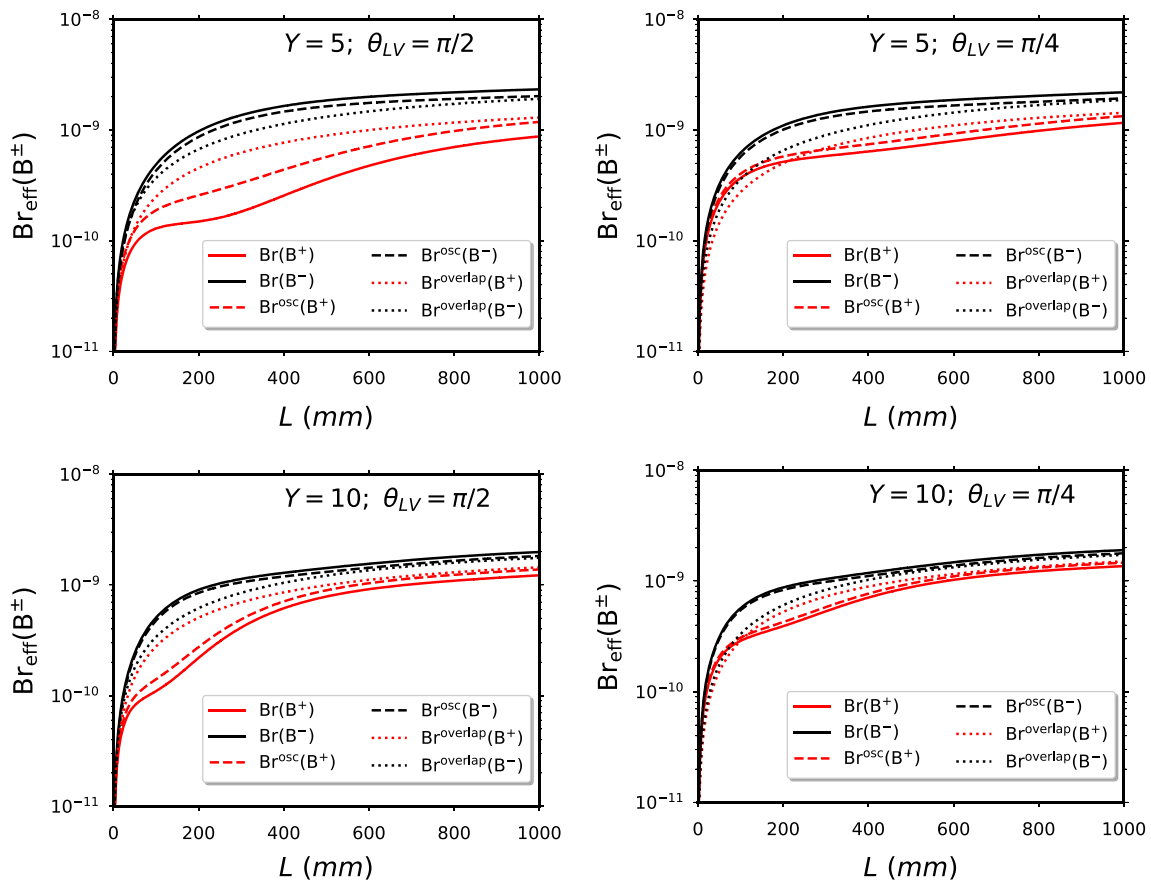 Y = 5; θ_LV = π/2
Br_eff(B^±)
10^−8
10^−9
10^−10
10^−11
Br(B^+)
Br(B^−)
Br^osc(B^+)
Br^osc(B^−)
Br^overlap(B^+)
Br^overlap(B^−)
0 200 400 600 800 1000
L (mm)
Y = 5; θ_LV = π/4
Br_eff(B^±)
10^−8
10^−9
10^−10
10^−11
Br(B^+)
Br(B^−)
Br^osc(B^+)
Br^osc(B^−)
Br^overlap(B^+)
Br^overlap(B^−)
0 200 400 600 800 1000
L (mm)
Y = 10; θ_LV = π/2
Br_eff(B^±)
10^−8
10^−9
10^−10
10^−11
Br(B^+)
Br(B^−)
Br^osc(B^+)
Br^osc(B^−)
Br^overlap(B^+)
Br^overlap(B^−)
0 200 400 600 800 1000
L (mm)
Y = 10; θ_LV = π/4
Br_eff(B^±)
10^−8
10^−9
10^−10
10^−11
Br(B^+)
Br(B^−)
Br^osc(B^+)
Br^osc(B^−)
Br^overlap(B^+)
Br^overlap(B^−)
0 200 400 600 800 1000
L (mm)